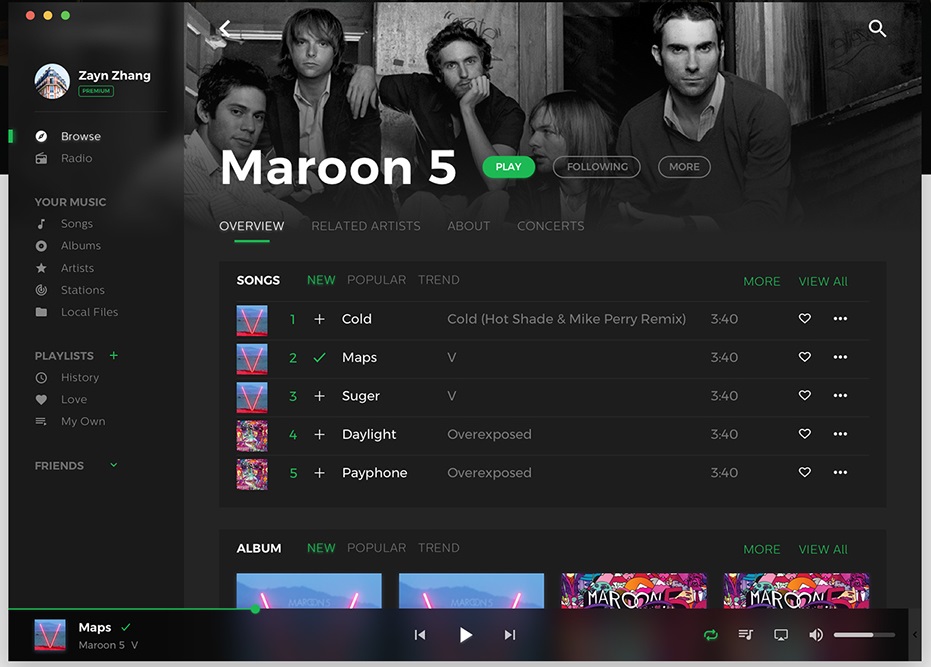 Zayn Zhang
PREMIUM
Browse
Radio
YOUR MUSIC
Songs
Albums
Artists
Stations
Local Files
PLAYLISTS +
History
Love
My Own
FRIENDS
Maroon 5 PLAY FOLLOWING MORE
OVERVIEW RELATED ARTISTS ABOUT CONCERTS
SONGS NEW POPULAR TREND MORE VIEW All
1 + Cold Cold (Hot Shade & Mike Perry Remix) 3:40
2 Maps V 3:40
3 + Suger V 3:40
4 + Daylight Overexposed 3:40
5 + Payphone Overexposed 3:40
ALBUM NEW POPULAR TREND MORE VIEW All
MAROON 5 MAROON 5 MAROON 5 MAROON 5
Maps
Maroon 5 V